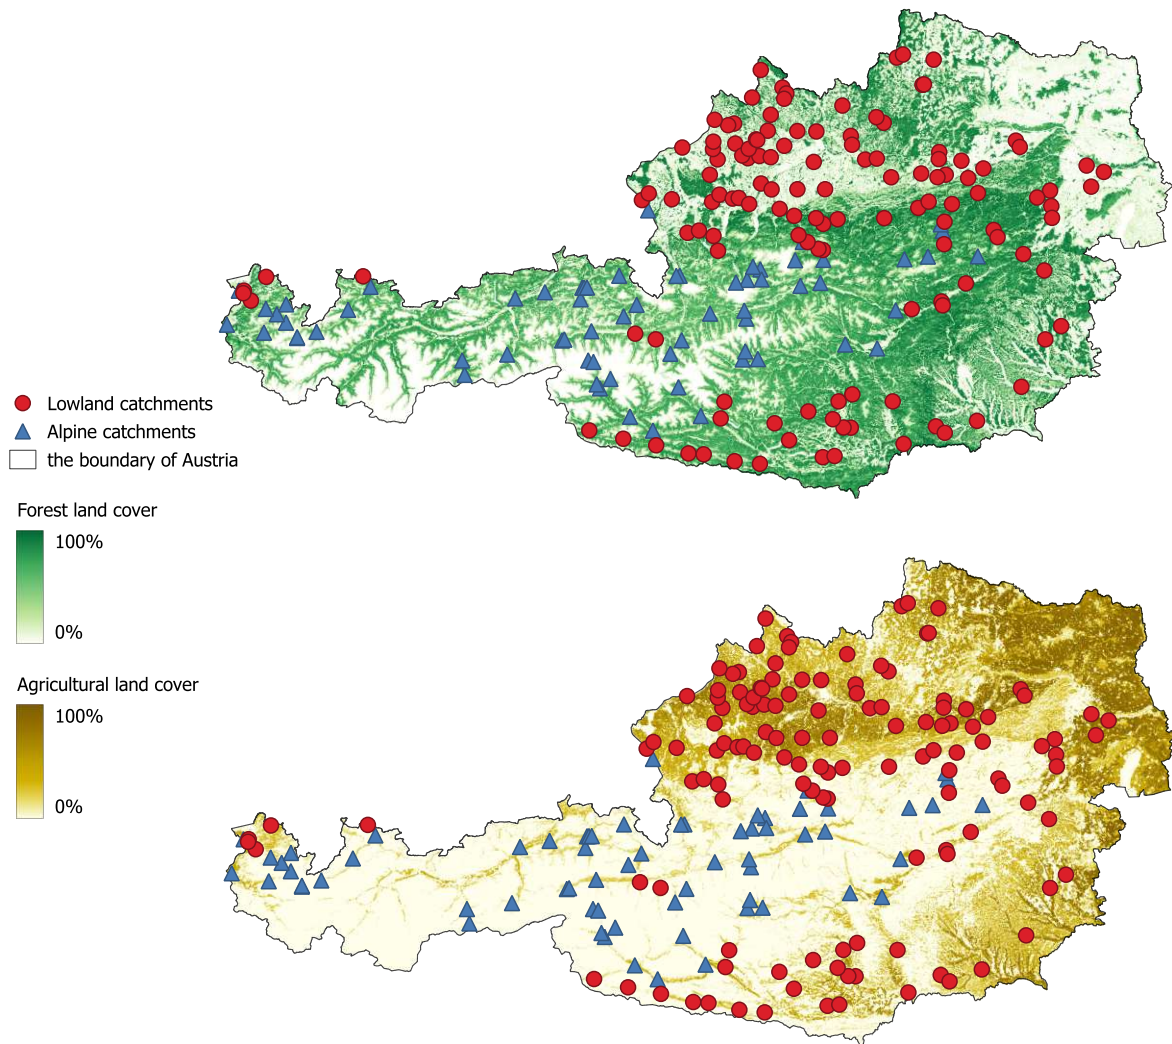 Lowland catchments
Alpine catchments
the boundary of Austria
Forest land cover
100%
0%
Agricultural land cover
100%
0%